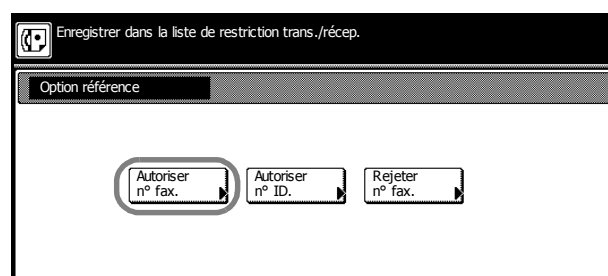 Enregistrer dans la liste de restriction trans./récep.
Option référence
Autoriser
n° fax.
Autoriser
n° ID.
Rejeter
n° fax.